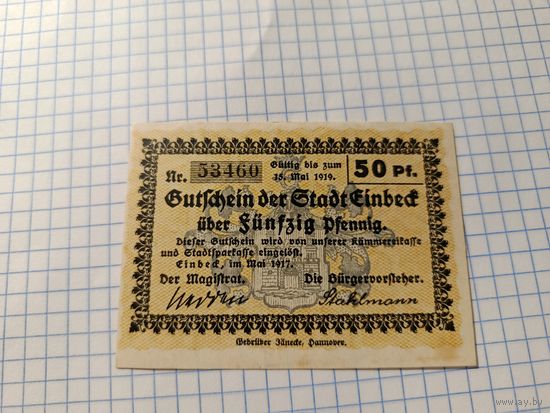 Nr. 53460 Gültig bis zum 15. Mai 1919. 50 Pf.
Gutschein der Stadt Einbeck
über Fünfzig Pfennig.
Dieser Gutschein wird von unserer Kämmereikasse
und Stadtsparkasse eingelöst.
Einbeck, im Mai 1917.
Der Magistrat. Die Bürgervorsteher.
Stahlmann
Gebrüder Jänecke, Hannover.
www.ay.by